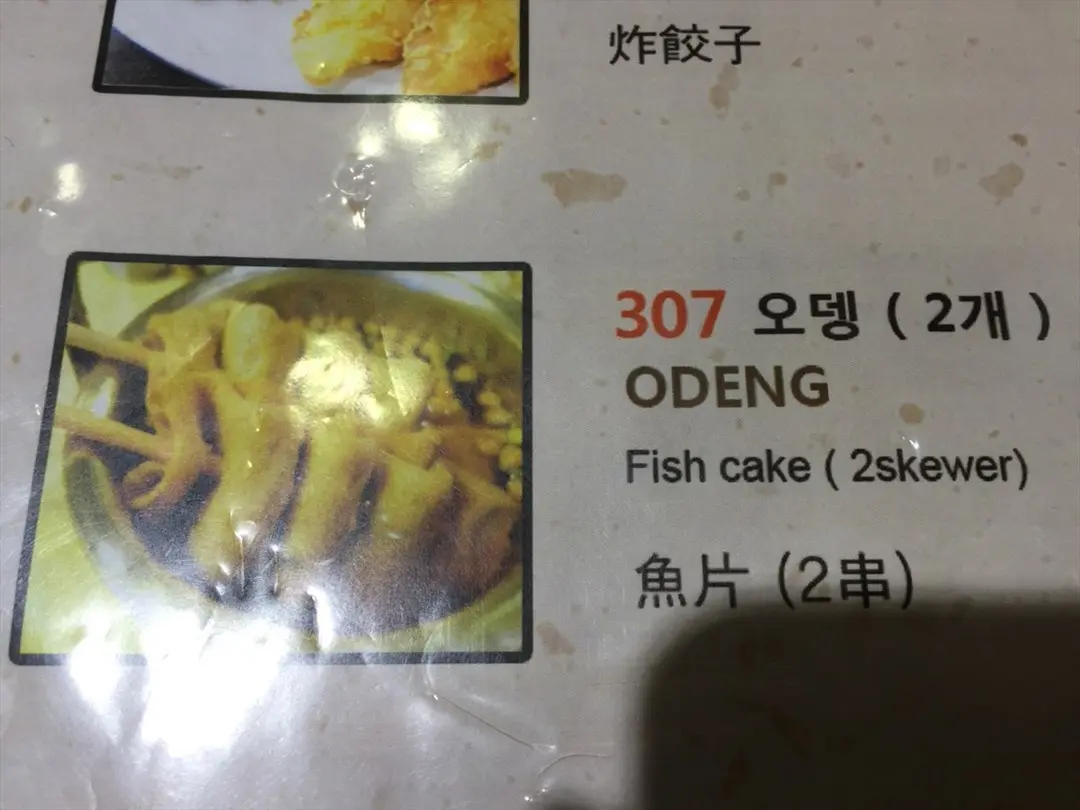 炸餃子
307 오뎅 ( 2개 )
ODENG
Fish cake ( 2skewer)
魚片 (2串)